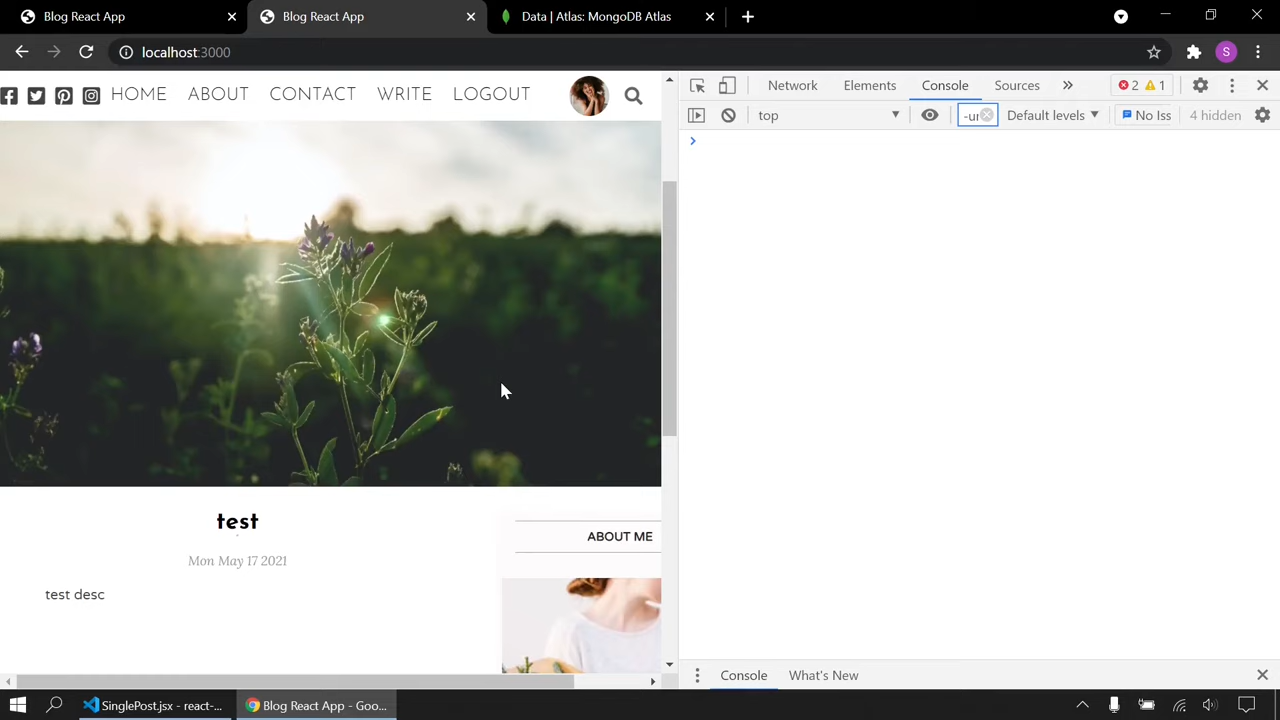 Blog React App
Blog React App
Data | Atlas: MongoDB Atlas
localhost:3000
S
HOME ABOUT CONTACT WRITE LOGOUT
Network Elements Console Sources 2 1
top Default levels No Iss 4 hidden
test
Mon May 17 2021
test desc
ABOUT ME
Console What's New
SinglePost.jsx - react-...
Blog React App - Goo...